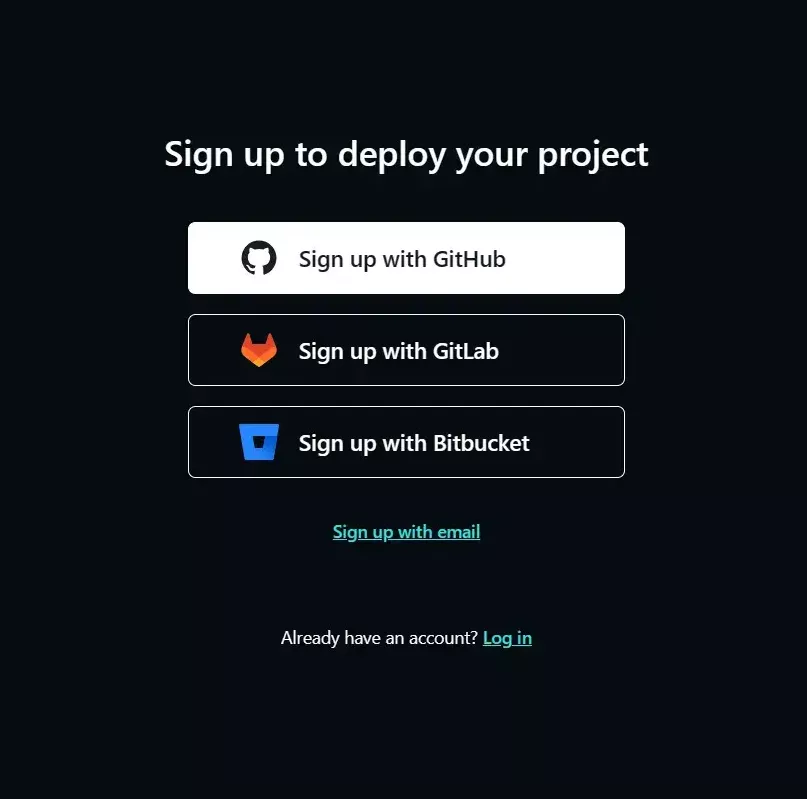 Sign up to deploy your project
Sign up with GitHub
Sign up with GitLab
Sign up with Bitbucket
Sign up with email
Already have an account? Log in